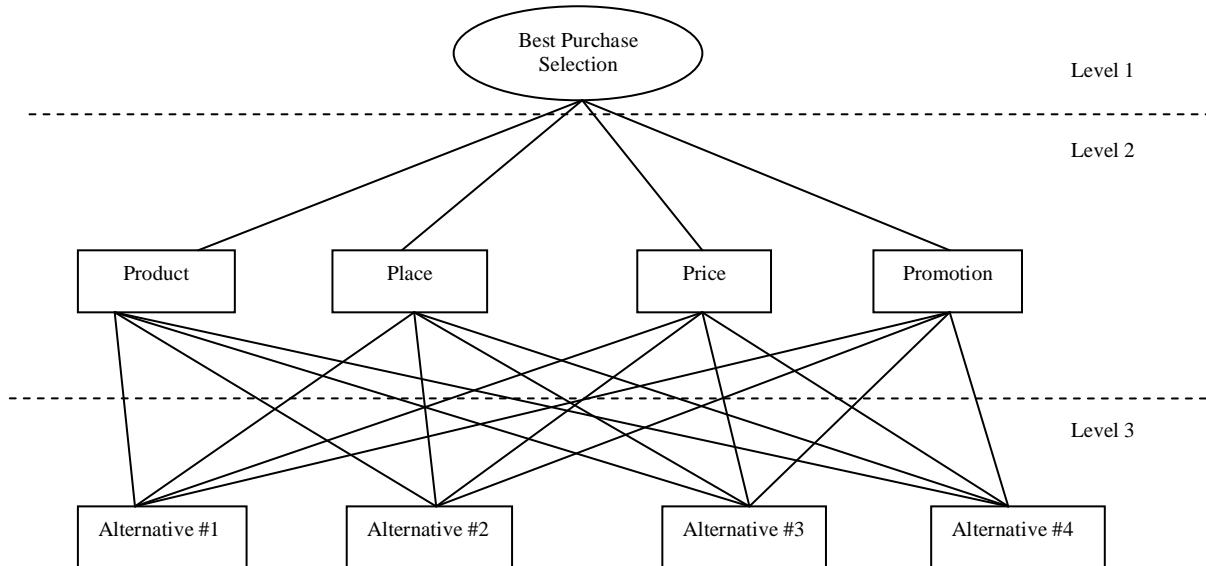 Best Purchase
Selection
Level 1
Level 2
Product
Place
Price
Promotion
Level 3
Alternative #1
Alternative #2
Alternative #3
Alternative #4